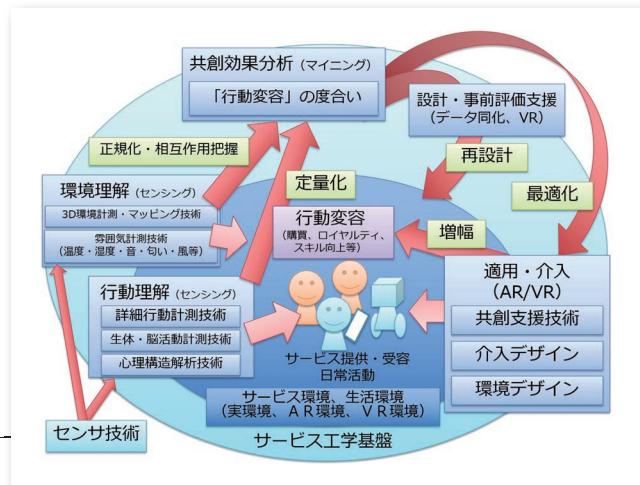 共創効果分析（マイニング）
「行動変容」の度合い
設計・事前評価支援
（データ同化、VR）
正規化・相互作用把握
再設計
環境理解（センシング）
定量化
最適化
3D環境計測・マッピング技術
行動変容
（購買、ロイヤルティ、
スキル向上等）
増幅
雰囲気計測技術
（温度・湿度・音・匂い・風等）
適用・介入
（AR/VR）
行動理解（センシング）
詳細行動計測技術
共創支援技術
生体・脳活動計測技術
介入デザイン
心理構造解析技術
サービス提供・受容
日常活動
環境デザイン
サービス環境、生活環境
（実環境、ＡＲ環境、ＶＲ環境）
センサ技術
サービス工学基盤